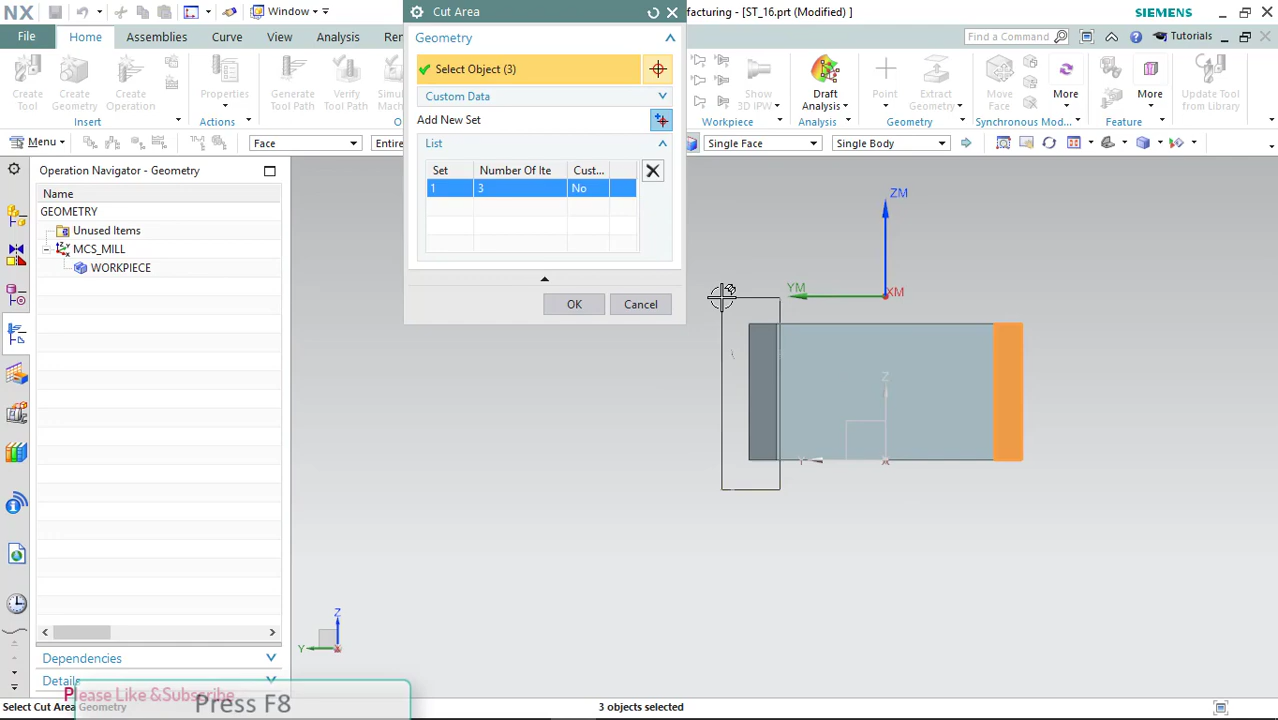 NX
Window
Cut Area
facturing - [ST_16.prt (Modified) ]
SIEMENS
File
Home
Assemblies
Curve
View
Analysis
Ren
Find a Command
Tutorials
Create Tool
Create Geometry
Create Operation
Properties
Generate Tool Path
Verify Tool Path
Show 3D IPW
Draft Analysis
Point
Extract Geometry
Move Face
More
More
Update Tool from Library
Insert
Actions
Workpiece
Analysis
Geometry
Synchronous Mod...
Feature
Menu
Face
Entire
Single Face
Single Body
Geometry
Select Object (3)
Custom Data
Add New Set
List
Set
Number Of Ite
Cust...
1
3
No
OK
Cancel
Operation Navigator - Geometry
Name
GEOMETRY
Unused Items
MCS_MILL
WORKPIECE
ZM
YM
XM
Z
Z
Y
Dependencies
Details
Please Like &Subscribe
Press F8
Select Cut Area Geometry
3 objects selected